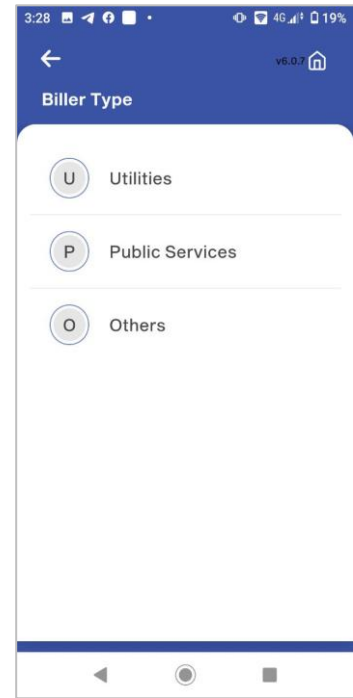 3:28 4G 19%
v6.0.7
Biller Type
U Utilities
P Public Services
O Others